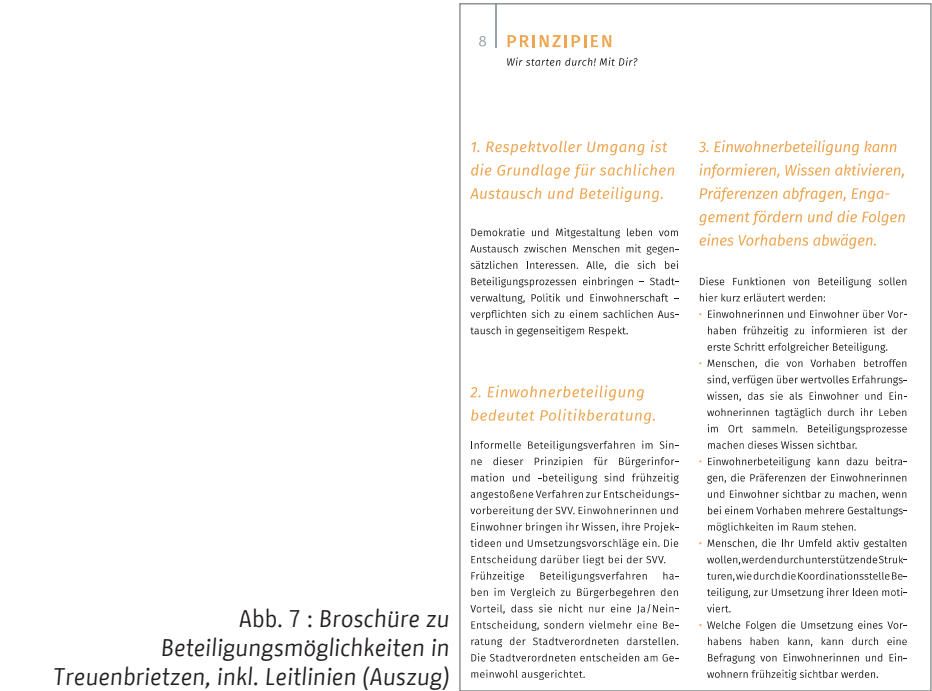 8
PRINZIPIEN
Wir starten durch! Mit Dir?
1. Respektvoller Umgang ist
die Grundlage für sachlichen
Austausch und Beteiligung.
Demokratie und Mitgestaltung leben vom
Austausch zwischen Menschen mit gegen-
sätzlichen Interessen. Alle, die sich bei
Beteiligungsprozessen einbringen – Stadt-
verwaltung, Politik und Einwohnerschaft –
verpflichten sich zu einem sachlichen Aus-
tausch in gegenseitigem Respekt.
2. Einwohnerbeteiligung
bedeutet Politikberatung.
Informelle Beteiligungsverfahren im Sin-
ne dieser Prinzipien für Bürgerinfor-
mation und -beteiligung sind frühzeitig
angestoßene Verfahren zur Entscheidungs-
vorbereitung der SVV. Einwohnerinnen und
Einwohner bringen ihr Wissen, ihre Projek-
tideen und Umsetzungsvorschläge ein. Die
Entscheidung darüber liegt bei der SVV.
Frühzeitige Beteiligungsverfahren ha-
ben im Vergleich zu Bürgerbegehren den
Vorteil, dass sie nicht nur eine Ja/Nein-
Entscheidung, sondern vielmehr eine Be-
ratung der Stadtverordneten darstellen.
Die Stadtverordneten entscheiden am Ge-
meinwohl ausgerichtet.
3. Einwohnerbeteiligung kann
informieren, Wissen aktivieren,
Präferenzen abfragen, Enga-
gement fördern und die Folgen
eines Vorhabens abwägen.
Diese Funktionen von Beteiligung sollen
hier kurz erläutert werden:
· Einwohnerinnen und Einwohner über Vor-
haben frühzeitig zu informieren ist der
erste Schritt erfolgreicher Beteiligung.
· Menschen, die von Vorhaben betroffen
sind, verfügen über wertvolles Erfahrungs-
wissen, das sie als Einwohner und Ein-
wohnerinnen tagtäglich durch ihr Leben
im Ort sammeln. Beteiligungsprozesse
machen dieses Wissen sichtbar.
· Einwohnerbeteiligung kann dazu beitra-
gen, die Präferenzen der Einwohnerinnen
und Einwohner sichtbar zu machen, wenn
bei einem Vorhaben mehrere Gestaltungs-
möglichkeiten im Raum stehen.
· Menschen, die Ihr Umfeld aktiv gestalten
wollen, werden durch unterstützende Struk-
turen, wie durch die Koordinationsstelle Be-
teiligung, zur Umsetzung ihrer Ideen moti-
viert.
· Welche Folgen die Umsetzung eines Vor-
habens haben kann, kann durch eine
Befragung von Einwohnerinnen und Ein-
wohnern frühzeitig sichtbar werden.
Abb. 7 : Broschüre zu
Beteiligungsmöglichkeiten in
Treuenbrietzen, inkl. Leitlinien (Auszug)